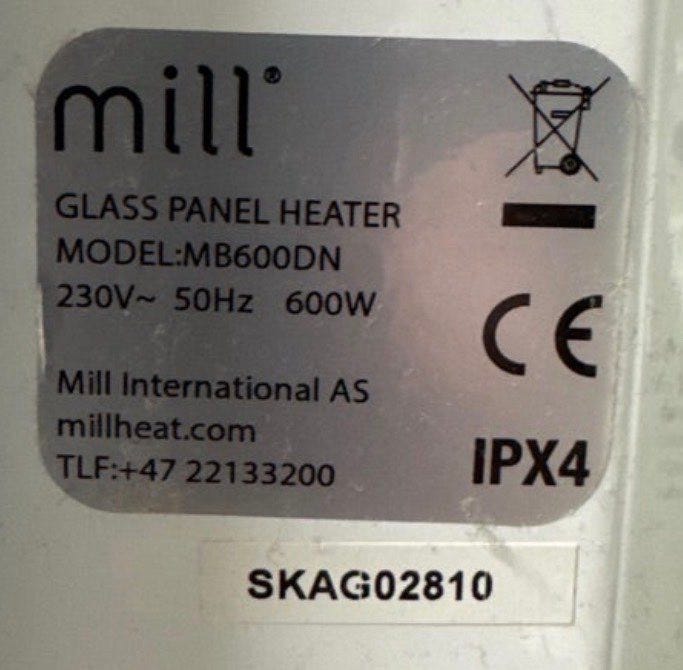 mill®
GLASS PANEL HEATER
MODEL:MB600DN
230V~ 50Hz 600W
CE
Mill International AS
millheat.com
TLF:+47 22133200
IPX4
SKAG02810